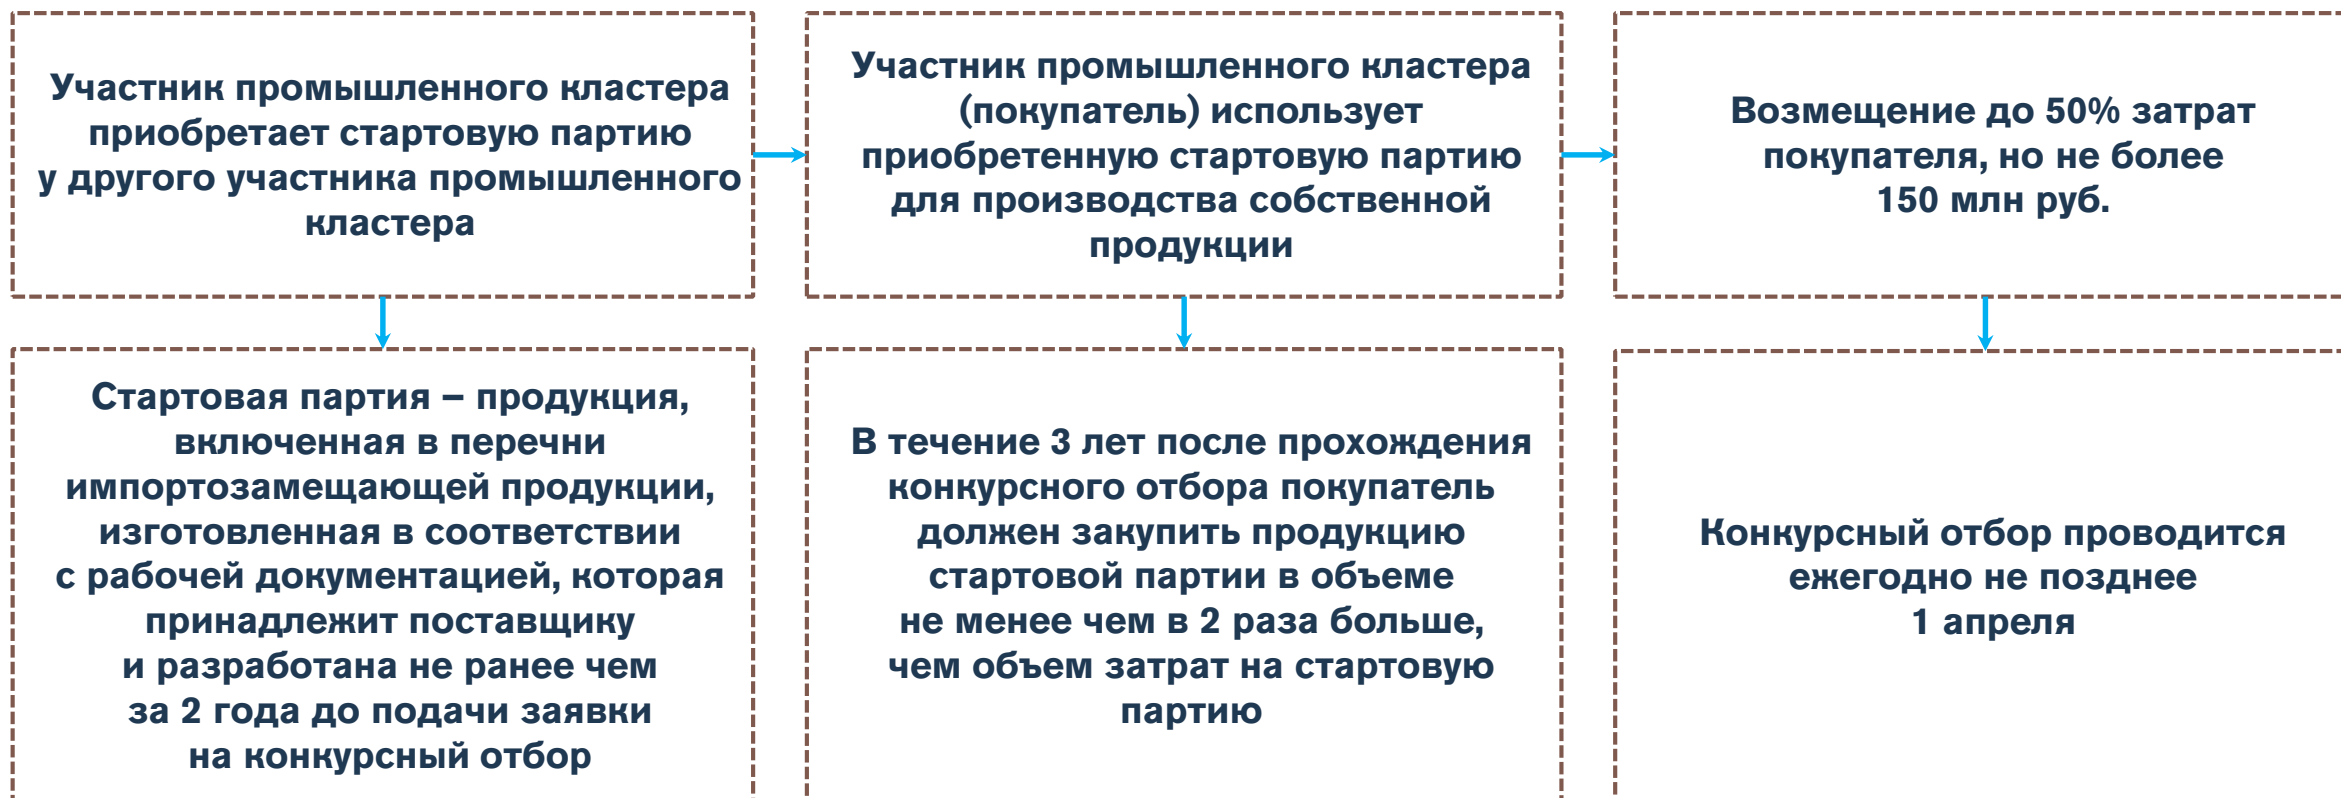 Участник промышленного кластера
приобретает стартовую партию
у другого участника промышленного
кластера
Участник промышленного кластера
(покупатель) использует
приобретенную стартовую партию
для производства собственной
продукции
Возмещение до 50% затрат
покупателя, но не более
150 млн руб.
Стартовая партия – продукция,
включенная в перечни
импортозамещающей продукции,
изготовленная в соответствии
с рабочей документацией, которая
принадлежит поставщику
и разработана не ранее чем
за 2 года до подачи заявки
на конкурсный отбор
В течение 3 лет после прохождения
конкурсного отбора покупатель
должен закупить продукцию
стартовой партии в объеме
не менее чем в 2 раза больше,
чем объем затрат на стартовую
партию
Конкурсный отбор проводится
ежегодно не позднее
1 апреля